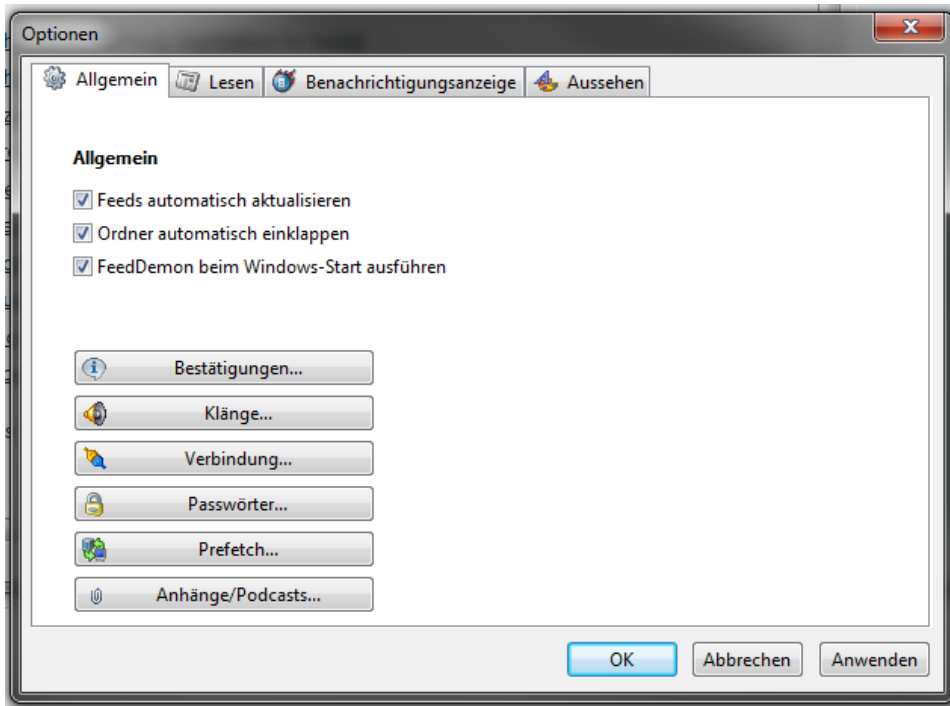 Optionen
Allgemein
Lesen
Benachrichtigungsanzeige
Aussehen
Allgemein
Feeds automatisch aktualisieren
Ordner automatisch einklappen
FeedDemon beim Windows-Start ausführen
Bestätigungen...
Klänge...
Verbindung...
Passwörter...
Prefetch...
Anhänge/Podcasts...
OK
Abbrechen
Anwenden